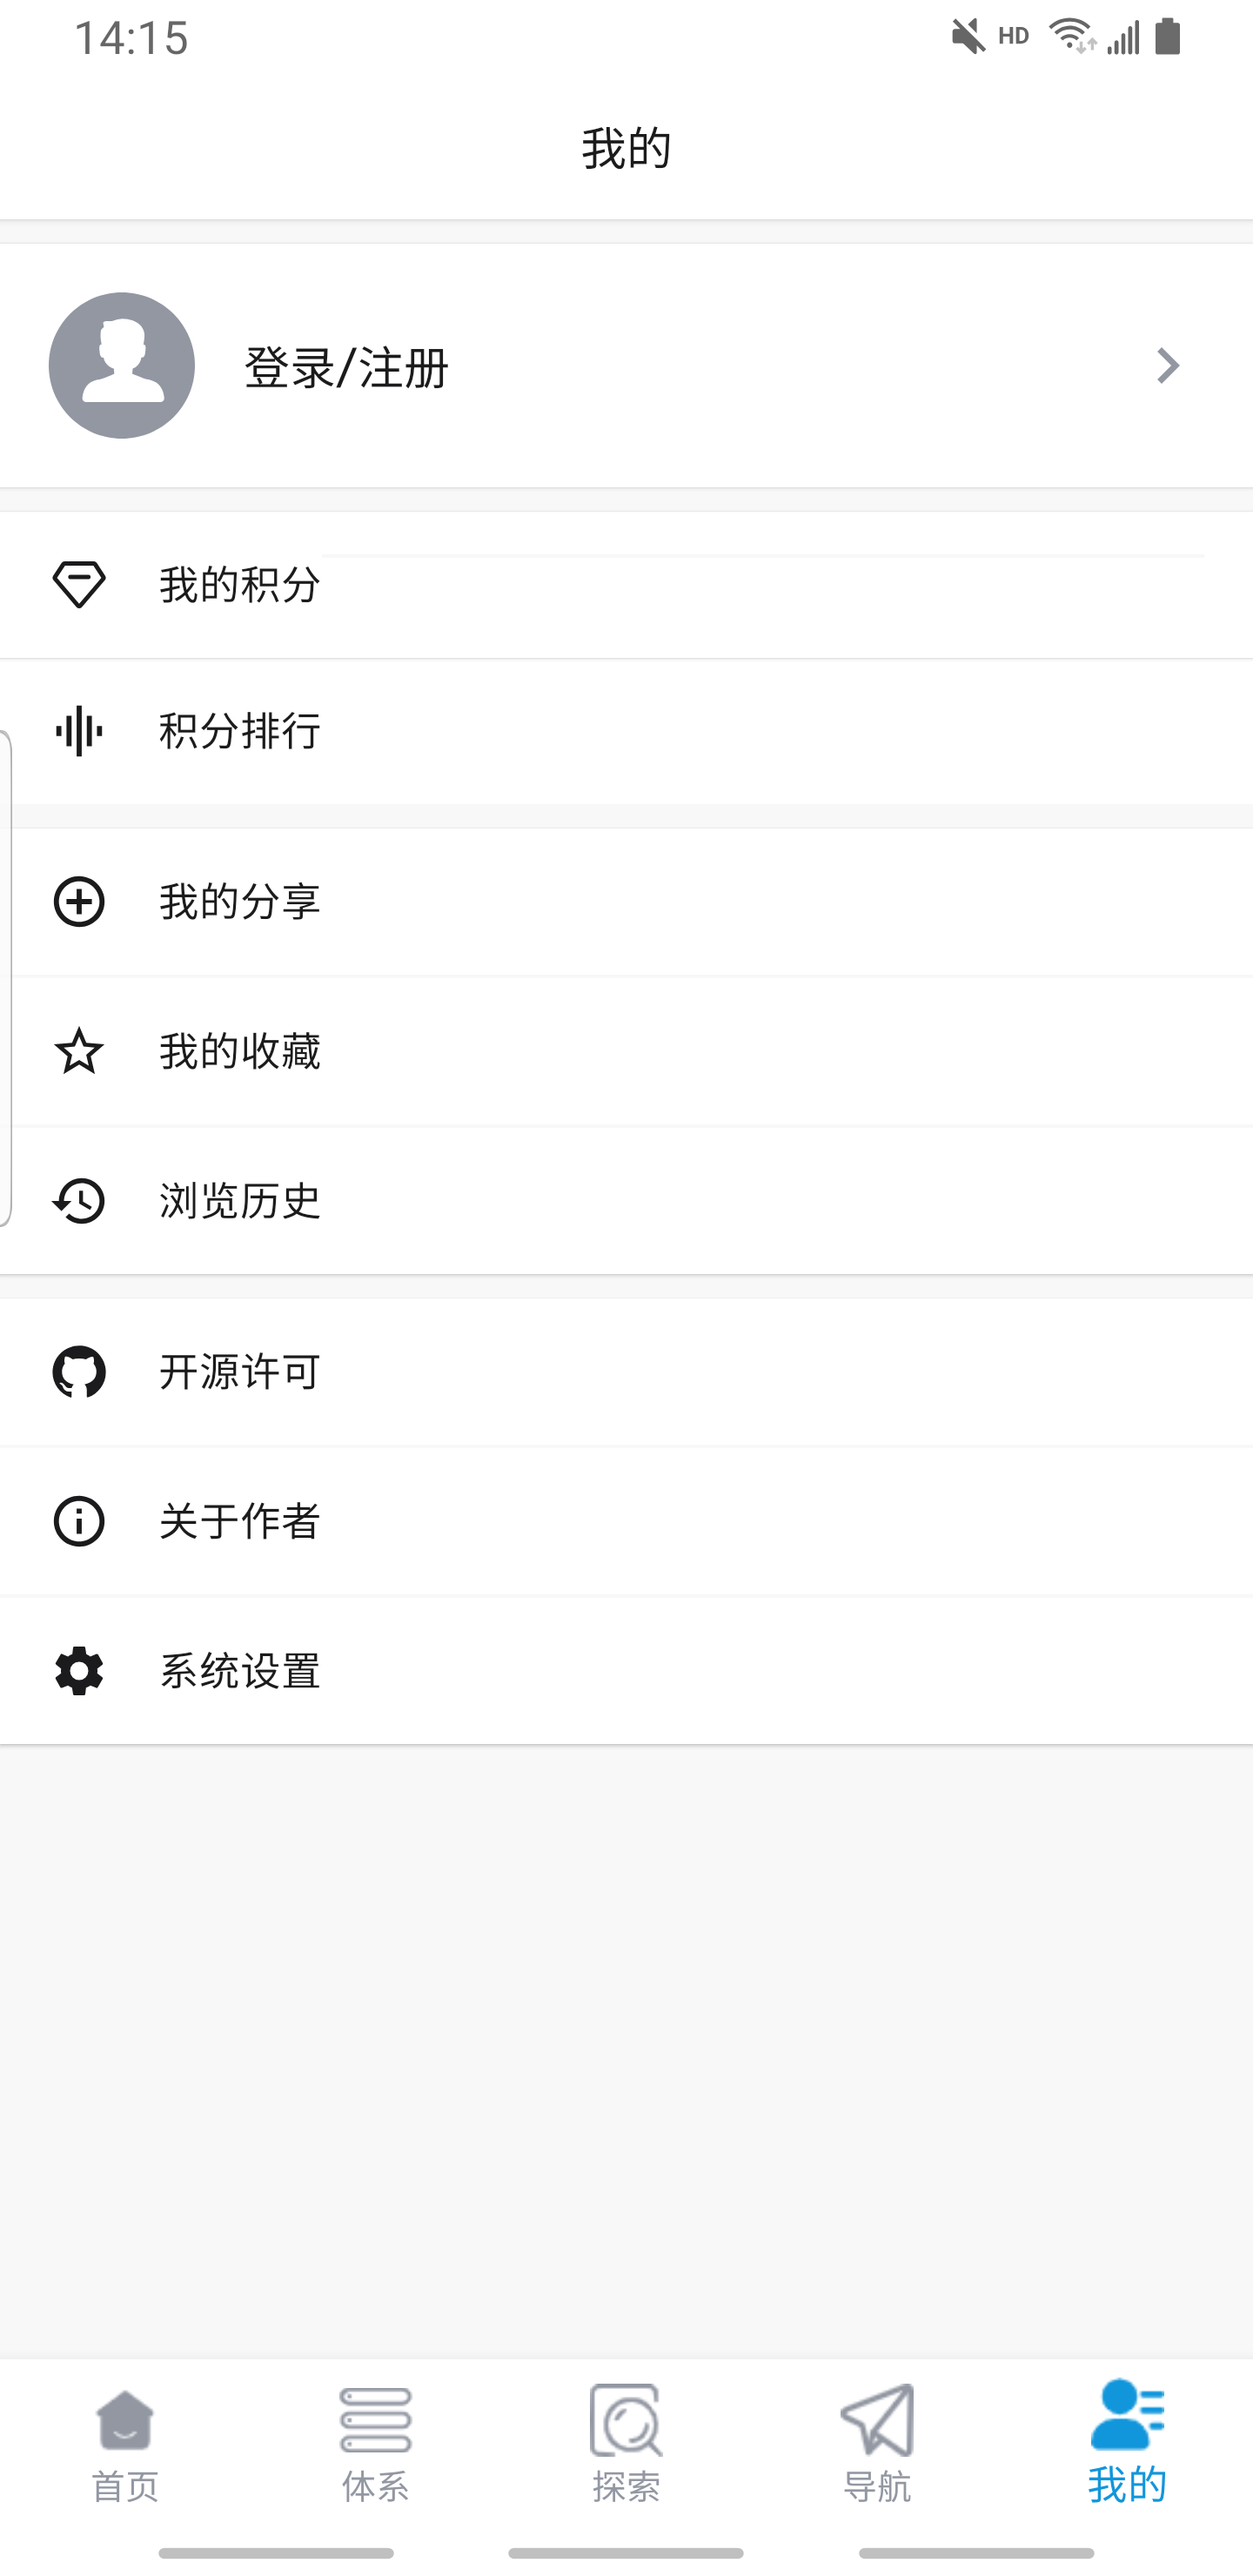 14:15
HD
我的
登录/注册
我的积分
积分排行
我的分享
我的收藏
浏览历史
开源许可
关于作者
系统设置
首页
体系
探索
导航
我的